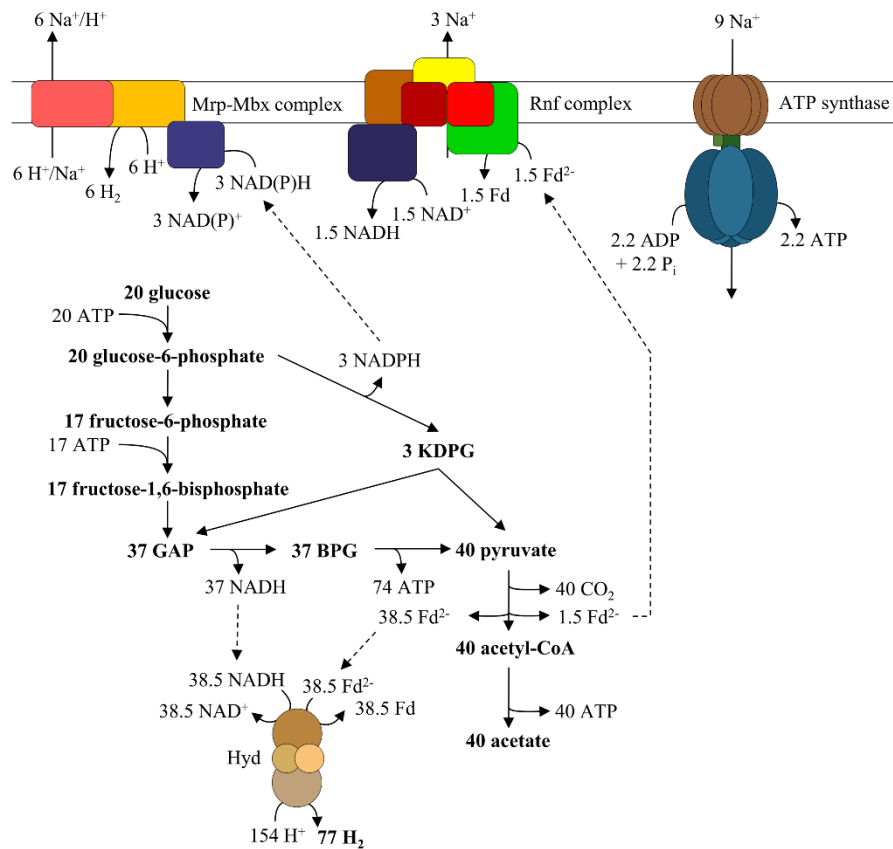 6 Na⁺/H⁺
3 Na⁺
9 Na⁺
Mrp-Mbx complex
Rnf complex
ATP synthase
6 H⁺/Na⁺
6 H₂
6 H⁺
3 NAD(P)H
3 NAD(P)⁺
1.5 NADH
1.5 NAD⁺
1.5 Fd
1.5 Fd²⁻
2.2 ADP
+ 2.2 Pᵢ
2.2 ATP
20 glucose
20 ATP
20 glucose-6-phosphate
3 NADPH
17 fructose-6-phosphate
17 ATP
3 KDPG
17 fructose-1,6-bisphosphate
37 GAP
37 BPG
40 pyruvate
37 NADH
74 ATP
40 CO₂
38.5 Fd²⁻
1.5 Fd²⁻
40 acetyl-CoA
38.5 NADH
38.5 Fd²⁻
38.5 NAD⁺
38.5 Fd
40 ATP
40 acetate
Hyd
154 H⁺
77 H₂